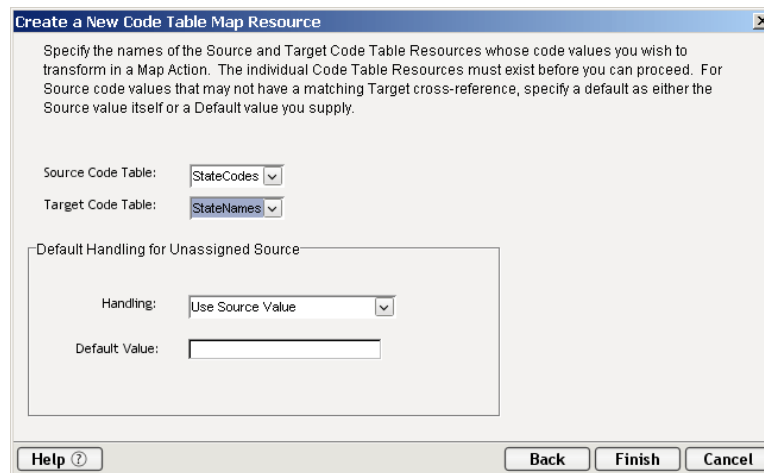 Create a New Code Table Map Resource
Specify the names of the Source and Target Code Table Resources whose code values you wish to
transform in a Map Action. The individual Code Table Resources must exist before you can proceed. For
Source code values that may not have a matching Target cross-reference, specify a default as either the
Source value itself or a Default value you supply.
Source Code Table: StateCodes
Target Code Table: StateNames
Default Handling for Unassigned Source
Handling: Use Source Value
Default Value:
Help ? Back Finish Cancel